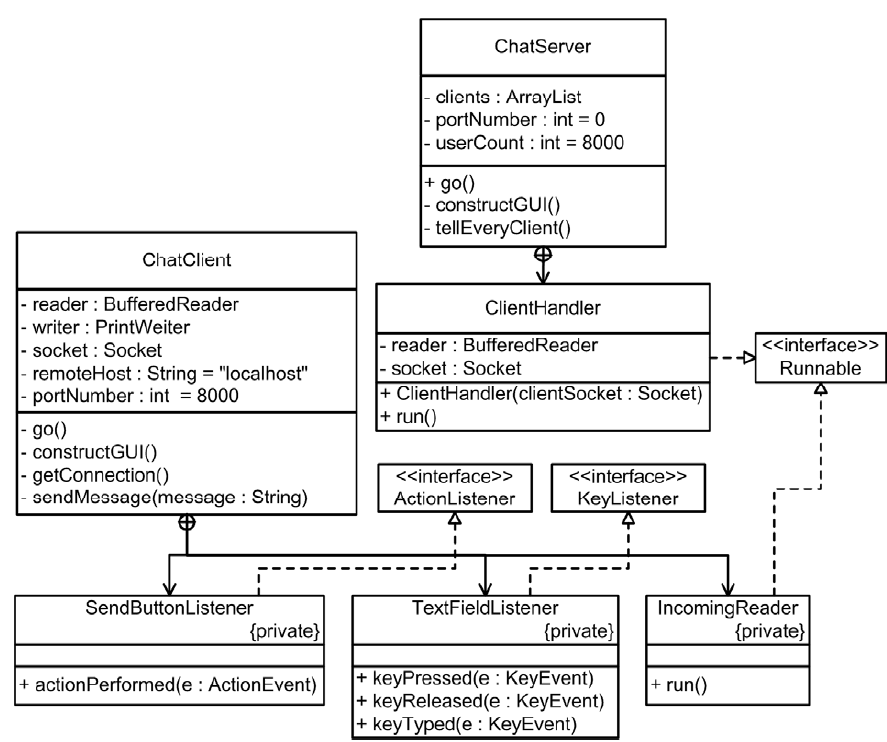 ChatServer
- clients : ArrayList
- portNumber : int = 0
- userCount : int = 8000
+ go()
- constructGUI()
- tellEveryClient()
ChatClient
- reader : BufferedReader
- writer : PrintWeiter
- socket : Socket
- remoteHost : String = "localhost"
- portNumber : int = 8000
- go()
- constructGUI()
- getConnection()
- sendMessage(message : String)
ClientHandler
- reader : BufferedReader
- socket : Socket
+ ClientHandler(clientSocket : Socket)
+ run()
<<interface>>
Runnable
<<interface>>
ActionListener
<<interface>>
KeyListener
SendButtonListener
{private}
+ actionPerformed(e : ActionEvent)
TextFieldListener
{private}
+ keyPressed(e : KeyEvent)
+ keyReleased(e : KeyEvent)
+ keyTyped(e : KeyEvent)
IncomingReader
{private}
+ run()